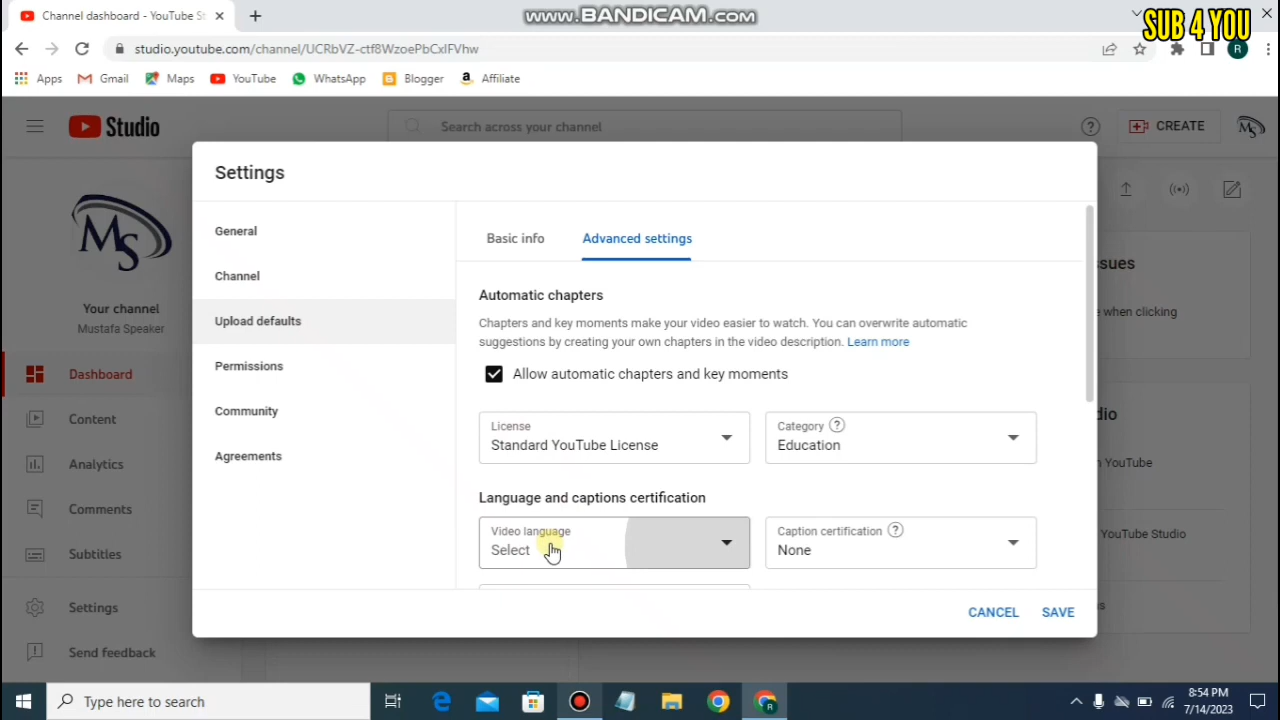 Channel dashboard - YouTube St
www.BANDICAM.com
SUB 4 YOU
studio.youtube.com/channel/UCRbVZ-ctf8WzoePbCxlFVhw
R
Apps
Gmail
Maps
YouTube
WhatsApp
Blogger
Affiliate
Studio
Search across your channel
CREATE
MS
Settings
MS
Your channel
Mustafa Speaker
Dashboard
Content
Analytics
Comments
Subtitles
Settings
Send feedback
General
Channel
Upload defaults
Permissions
Community
Agreements
Basic info
Advanced settings
Automatic chapters
Chapters and key moments make your video easier to watch. You can overwrite automatic
suggestions by creating your own chapters in the video description. Learn more
Allow automatic chapters and key moments
License
Standard YouTube License
Category ?
Education
Language and captions certification
Video language
Select
Caption certification ?
None
CANCEL
SAVE
ssues
e when clicking
dio
n YouTube
YouTube Studio
s
Type here to search
R
8:54 PM
7/14/2023